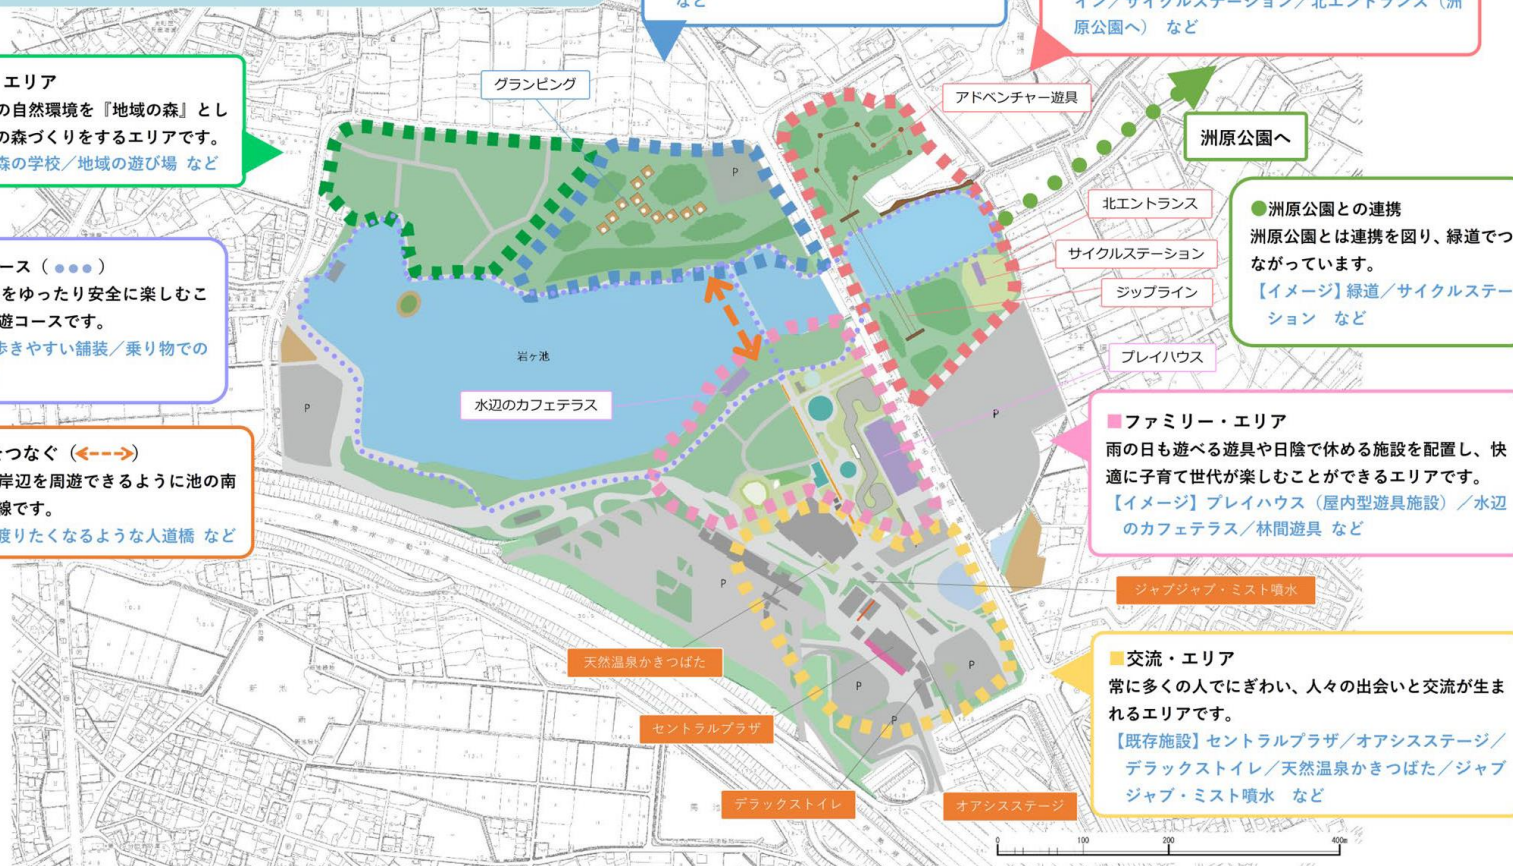 など
イン／サイクルステーション／北エントランス（洲
原公園へ） など
エリア
の自然環境を『地域の森』とし
の森づくりをするエリアです。
森の学校／地域の遊び場 など
グランピング
アドベンチャー遊具
洲原公園へ
P
北エントランス
サイクルステーション
ジップライン
プレイハウス
●洲原公園との連携
洲原公園とは連携を図り、緑道でつ
ながっています。
【イメージ】緑道／サイクルステー
ション など
ース（●●●）
をゆったり安全に楽しむこ
遊コースです。
歩きやすい舗装／乗り物での
岩ヶ池
水辺のカフェテラス
P
P
つなぐ（<--->）
岸辺を周遊できるように池の南
線です。
渡りたくなるような人道橋 など
■ファミリー・エリア
雨の日も遊べる遊具や日陰で休める施設を配置し、快
適に子育て世代が楽しむことができるエリアです。
【イメージ】プレイハウス（屋内型遊具施設）／水辺
のカフェテラス／林間遊具 など
伊勢湾岸自動車道
P
ジャブジャブ・ミスト噴水
天然温泉かきつばた
P
P
P
セントラルプラザ
デラックストイレ
オアシスステージ
■交流・エリア
常に多くの人でにぎわい、人々の出会いと交流が生ま
れるエリアです。
【既存施設】セントラルプラザ／オアシスステージ／
デラックストイレ／天然温泉かきつばた／ジャブ
ジャブ・ミスト噴水 など
新池
0 100 200 400m